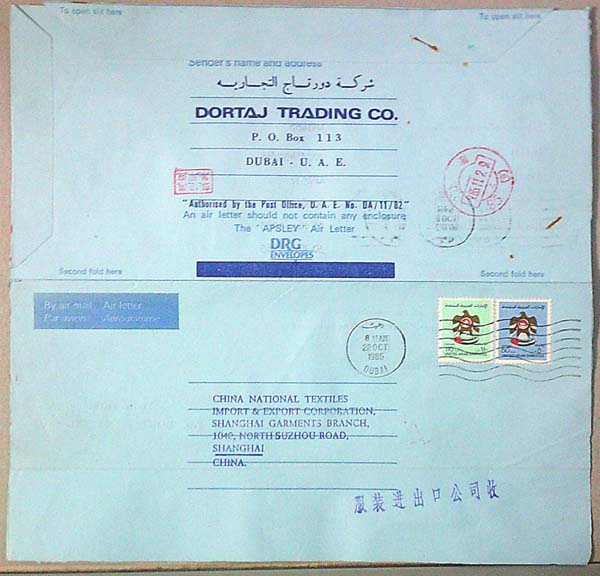 To open slit here
To open slit here
Sender's name and address
شركة دورتاج التجاريه
DORTAJ TRADING CO.
P. O. Box 113
DUBAI - U. A. E.
"Authorised by the Post Office, U. A. E. No. DA/11/82"
An air letter should not contain any enclosure
The "APSLEY" Air Letter
DRG
ENVELOPES
Second fold here
Second fold here
By air mail Air letter
Par avion Aerogramme
28 OCT
1985
DUBAI
CHINA NATIONAL TEXTILES
IMPORT & EXPORT CORPORATION,
SHANGHAI GARMENTS BRANCH,
1040, NORTH SUZHOU ROAD,
SHANGHAI
CHINA.
服装进出口公司收